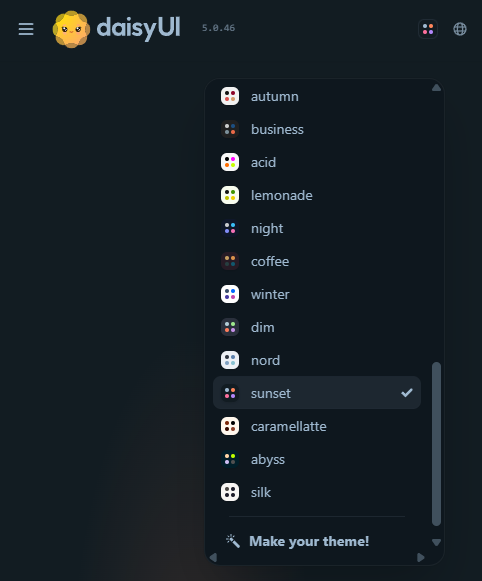 daisyUI 5.0.46
autumn
business
acid
lemonade
night
coffee
winter
dim
nord
sunset
caramellatte
abyss
silk
Make your theme!